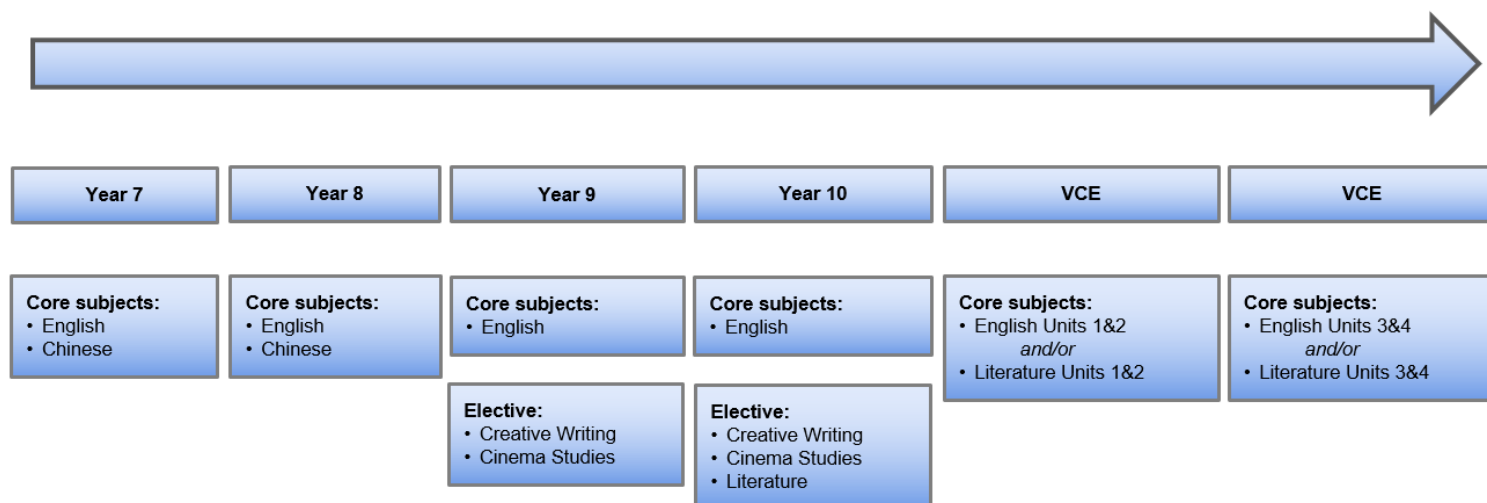 Year 7
Year 8
Year 9
Year 10
VCE
VCE
Core subjects:
• English
• Chinese
Core subjects:
• English
• Chinese
Core subjects:
• English
Core subjects:
• English
Core subjects:
• English Units 1&2
and/or
• Literature Units 1&2
Core subjects:
• English Units 3&4
and/or
• Literature Units 3&4
Elective:
• Creative Writing
• Cinema Studies
Elective:
• Creative Writing
• Cinema Studies
• Literature